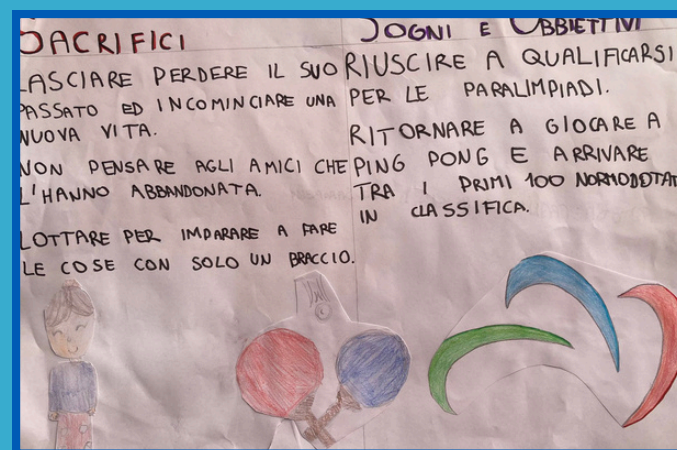 SACRIFICI
LASCIARE PERDERE IL SUO
PASSATO ED INCOMINCIARE UNA
NUOVA VITA.
NON PENSARE AGLI AMICI CHE
L'HANNO ABBANDONATA.
LOTTARE PER IMPARARE A FARE
LE COSE CON SOLO UN BRACCIO.
SOGNI E OBBIETTIVI
RIUSCIRE A QUALIFICARSI
PER LE PARALIMPIADI.
RITORNARE A GIOCARE A
PING PONG E ARRIVARE
TRA I PRIMI 100 NORMODOTATI
IN CLASSIFICA.